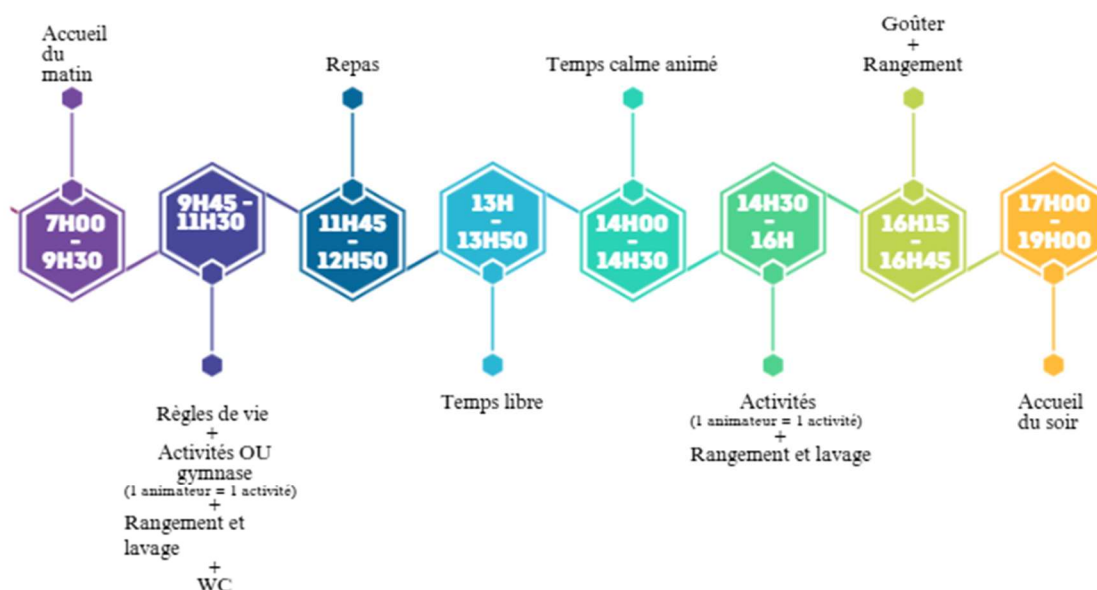 Accueil
du
matin
7H00
-
9H30
9H45 -
11H30
Règles de vie
+
Activités OU
gymnase
(1 animateur = 1 activité)
+
Rangement et
lavage
+
WC
Repas
11H45
-
12H50
13H
-
13H50
Temps libre
Temps calme animé
14H00
-
14H30
14H30
-
16H
Activités
(1 animateur = 1 activité)
+
Rangement et lavage
Goûter
+
Rangement
16H15
-
16H45
17H00
-
19H00
Accueil
du soir